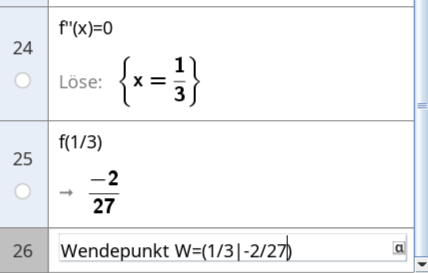 24
f''(x)=0
Löse: {x = 1/3}
25
f(1/3)
→ -2/27
26
Wendepunkt W=(1/3|-2/27)
α